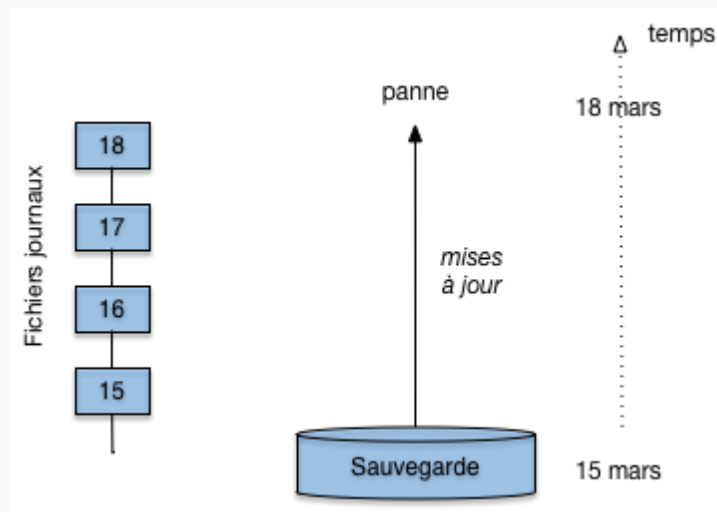 temps
panne
18 mars
Fichiers journaux
18
17
16
15
mises
à jour
Sauvegarde
15 mars